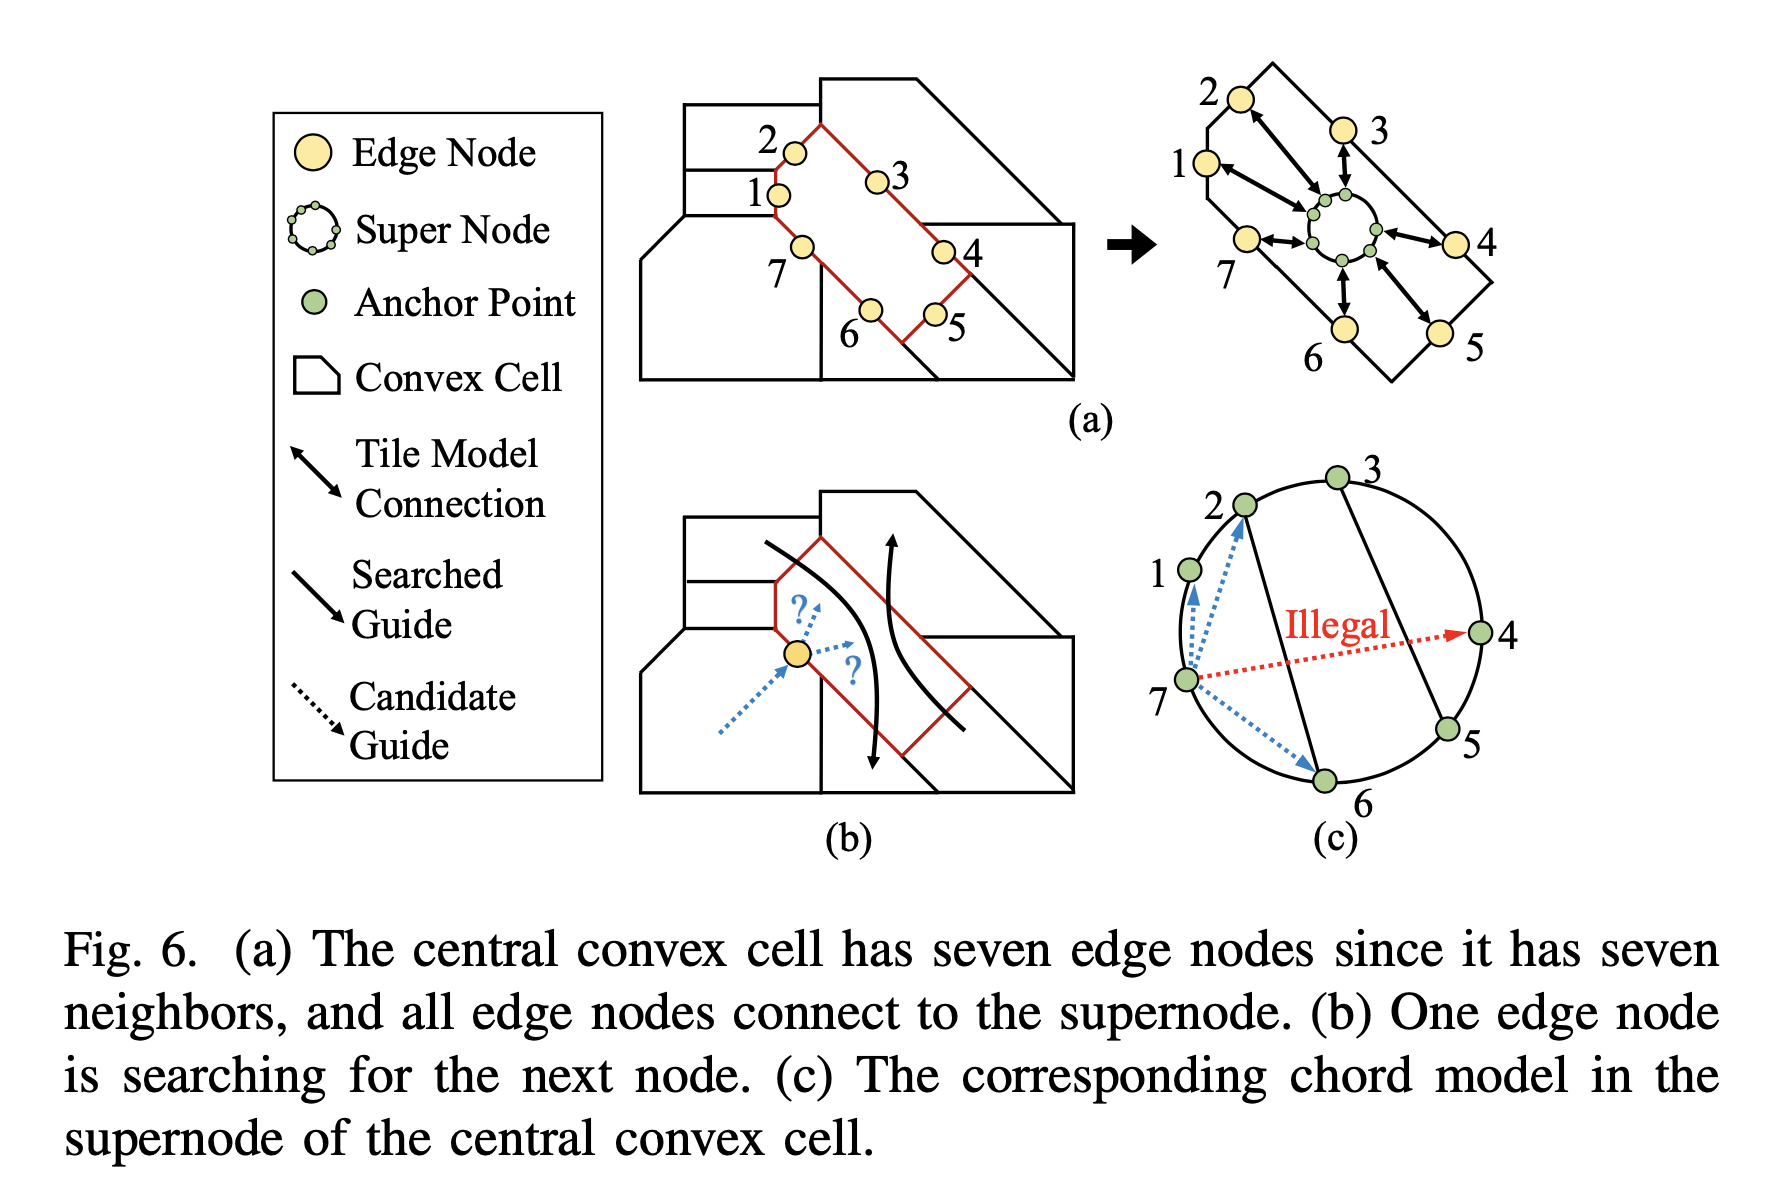 Edge Node
Super Node
Anchor Point
Convex Cell
Tile Model
Connection
Searched
Guide
Candidate
Guide
2
1
3
7
4
6
5
2
3
1
4
7
6
5
(a)
?
?
(b)
3
2
1
Illegal
4
7
5
6
(c)
Fig. 6. (a) The central convex cell has seven edge nodes since it has seven
neighbors, and all edge nodes connect to the supernode. (b) One edge node
is searching for the next node. (c) The corresponding chord model in the
supernode of the central convex cell.